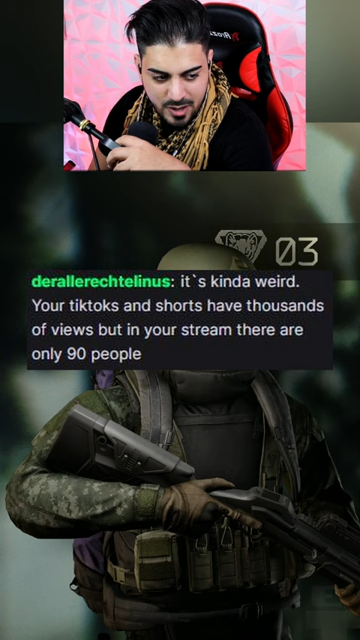 03
derallerechtelinus: it`s kinda weird.
Your tiktoks and shorts have thousands
of views but in your stream there are
only 90 people